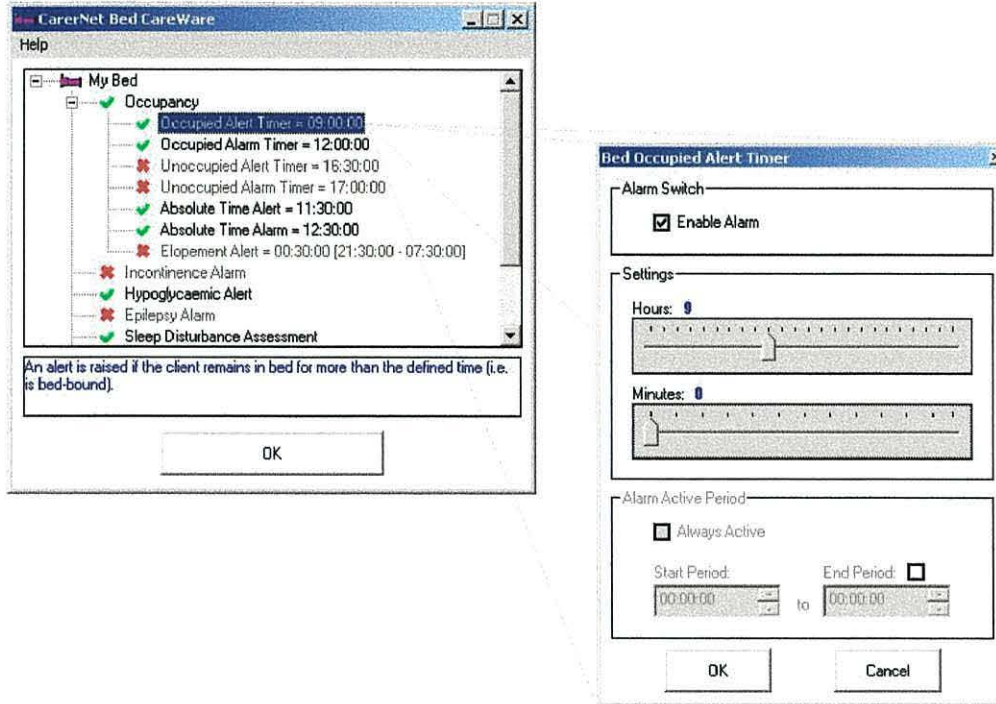 CarerNet Bed CareWare
Help
My Bed
Occupancy
Occupied Alert Timer = 09:00:00
Occupied Alarm Timer = 12:00:00
Unoccupied Alert Timer = 16:30:00
Unoccupied Alarm Timer = 17:00:00
Absolute Time Alert = 11:30:00
Absolute Time Alarm = 12:30:00
Elopement Alert = 00:30:00 [21:30:00 - 07:30:00]
Incontinence Alarm
Hypoglycaemic Alert
Epilepsy Alarm
Sleep Disturbance Assessment
An alert is raised if the client remains in bed for more than the defined time (i.e.
is bed-bound).
OK
Bed Occupied Alert Timer
Alarm Switch
Enable Alarm
Settings
Hours: 9
Minutes: 0
Alarm Active Period
Always Active
Start Period: End Period:
00:00:00 to 00:00:00
OK Cancel